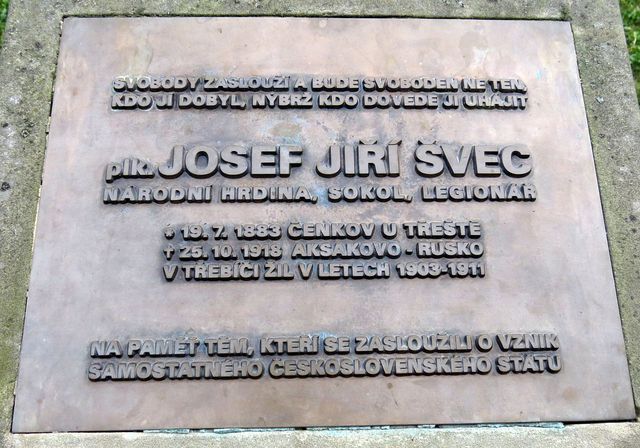 SVOBODY ZASLOUŽÍ A BUDE SVOBODEN NE TEN,
KDO JÍ DOBYL, NÝBRŽ KDO DOVEDE JI UHÁJIT
plk. JOSEF JIŘÍ ŠVEC
NÁRODNÍ HRDINA, SOKOL, LEGIONÁŘ
* 19. 7. 1883 ČENKOV U TŘEŠTĚ
† 25. 10. 1918 AKSAKOVO - RUSKO
V TŘEBÍČI ŽIL V LETECH 1903-1911
NA PAMĚŤ TĚM, KTEŘÍ SE ZASLOUŽILI O VZNIK
SAMOSTATNÉHO ČESKOSLOVENSKÉHO STÁTU